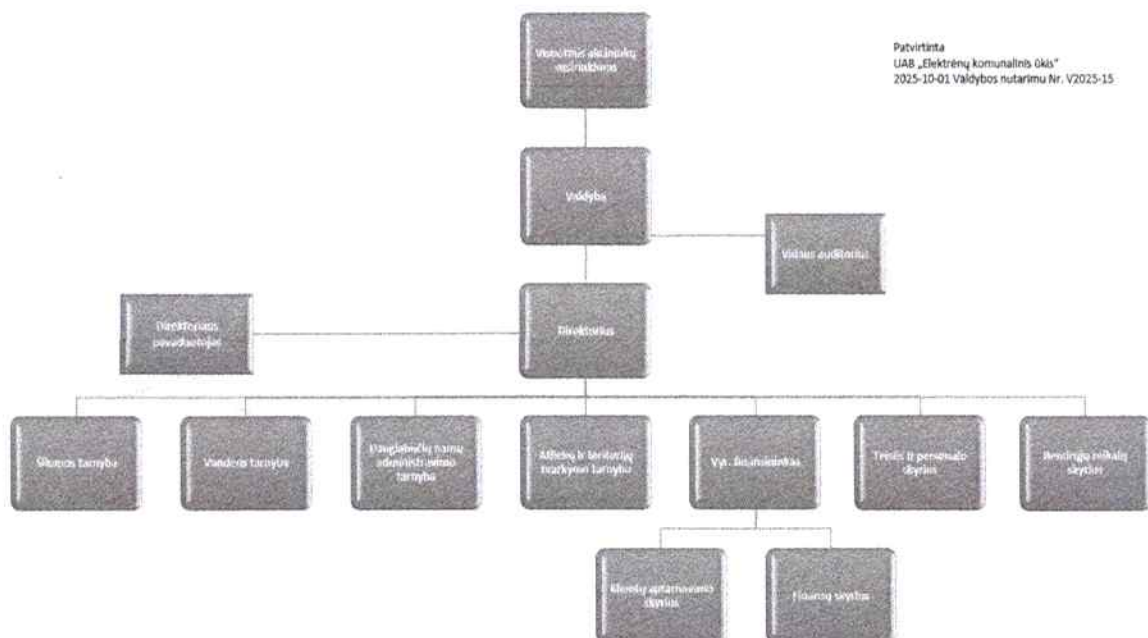 Patvirtinta
UAB „Elektrėnų komunalinis ūkis“
2025-10-01 Valdybos nutarimu Nr. V2025-15
Visuotinis akcininkų
susirinkimas
Valdyba
Vidaus auditorius
Direktoriaus
pavaduotojas
Direktorius
Šilumos tarnyba
Vandens tarnyba
Daugiabučių namų
administravimo
tarnyba
Atliekų ir teritorijų
tvarkymo tarnyba
Vyr. finansininkas
Teisės ir personalo
skyrius
Bendrųjų reikalų
skyrius
Klientų aptarnavimo
skyrius
Finansų skyrius